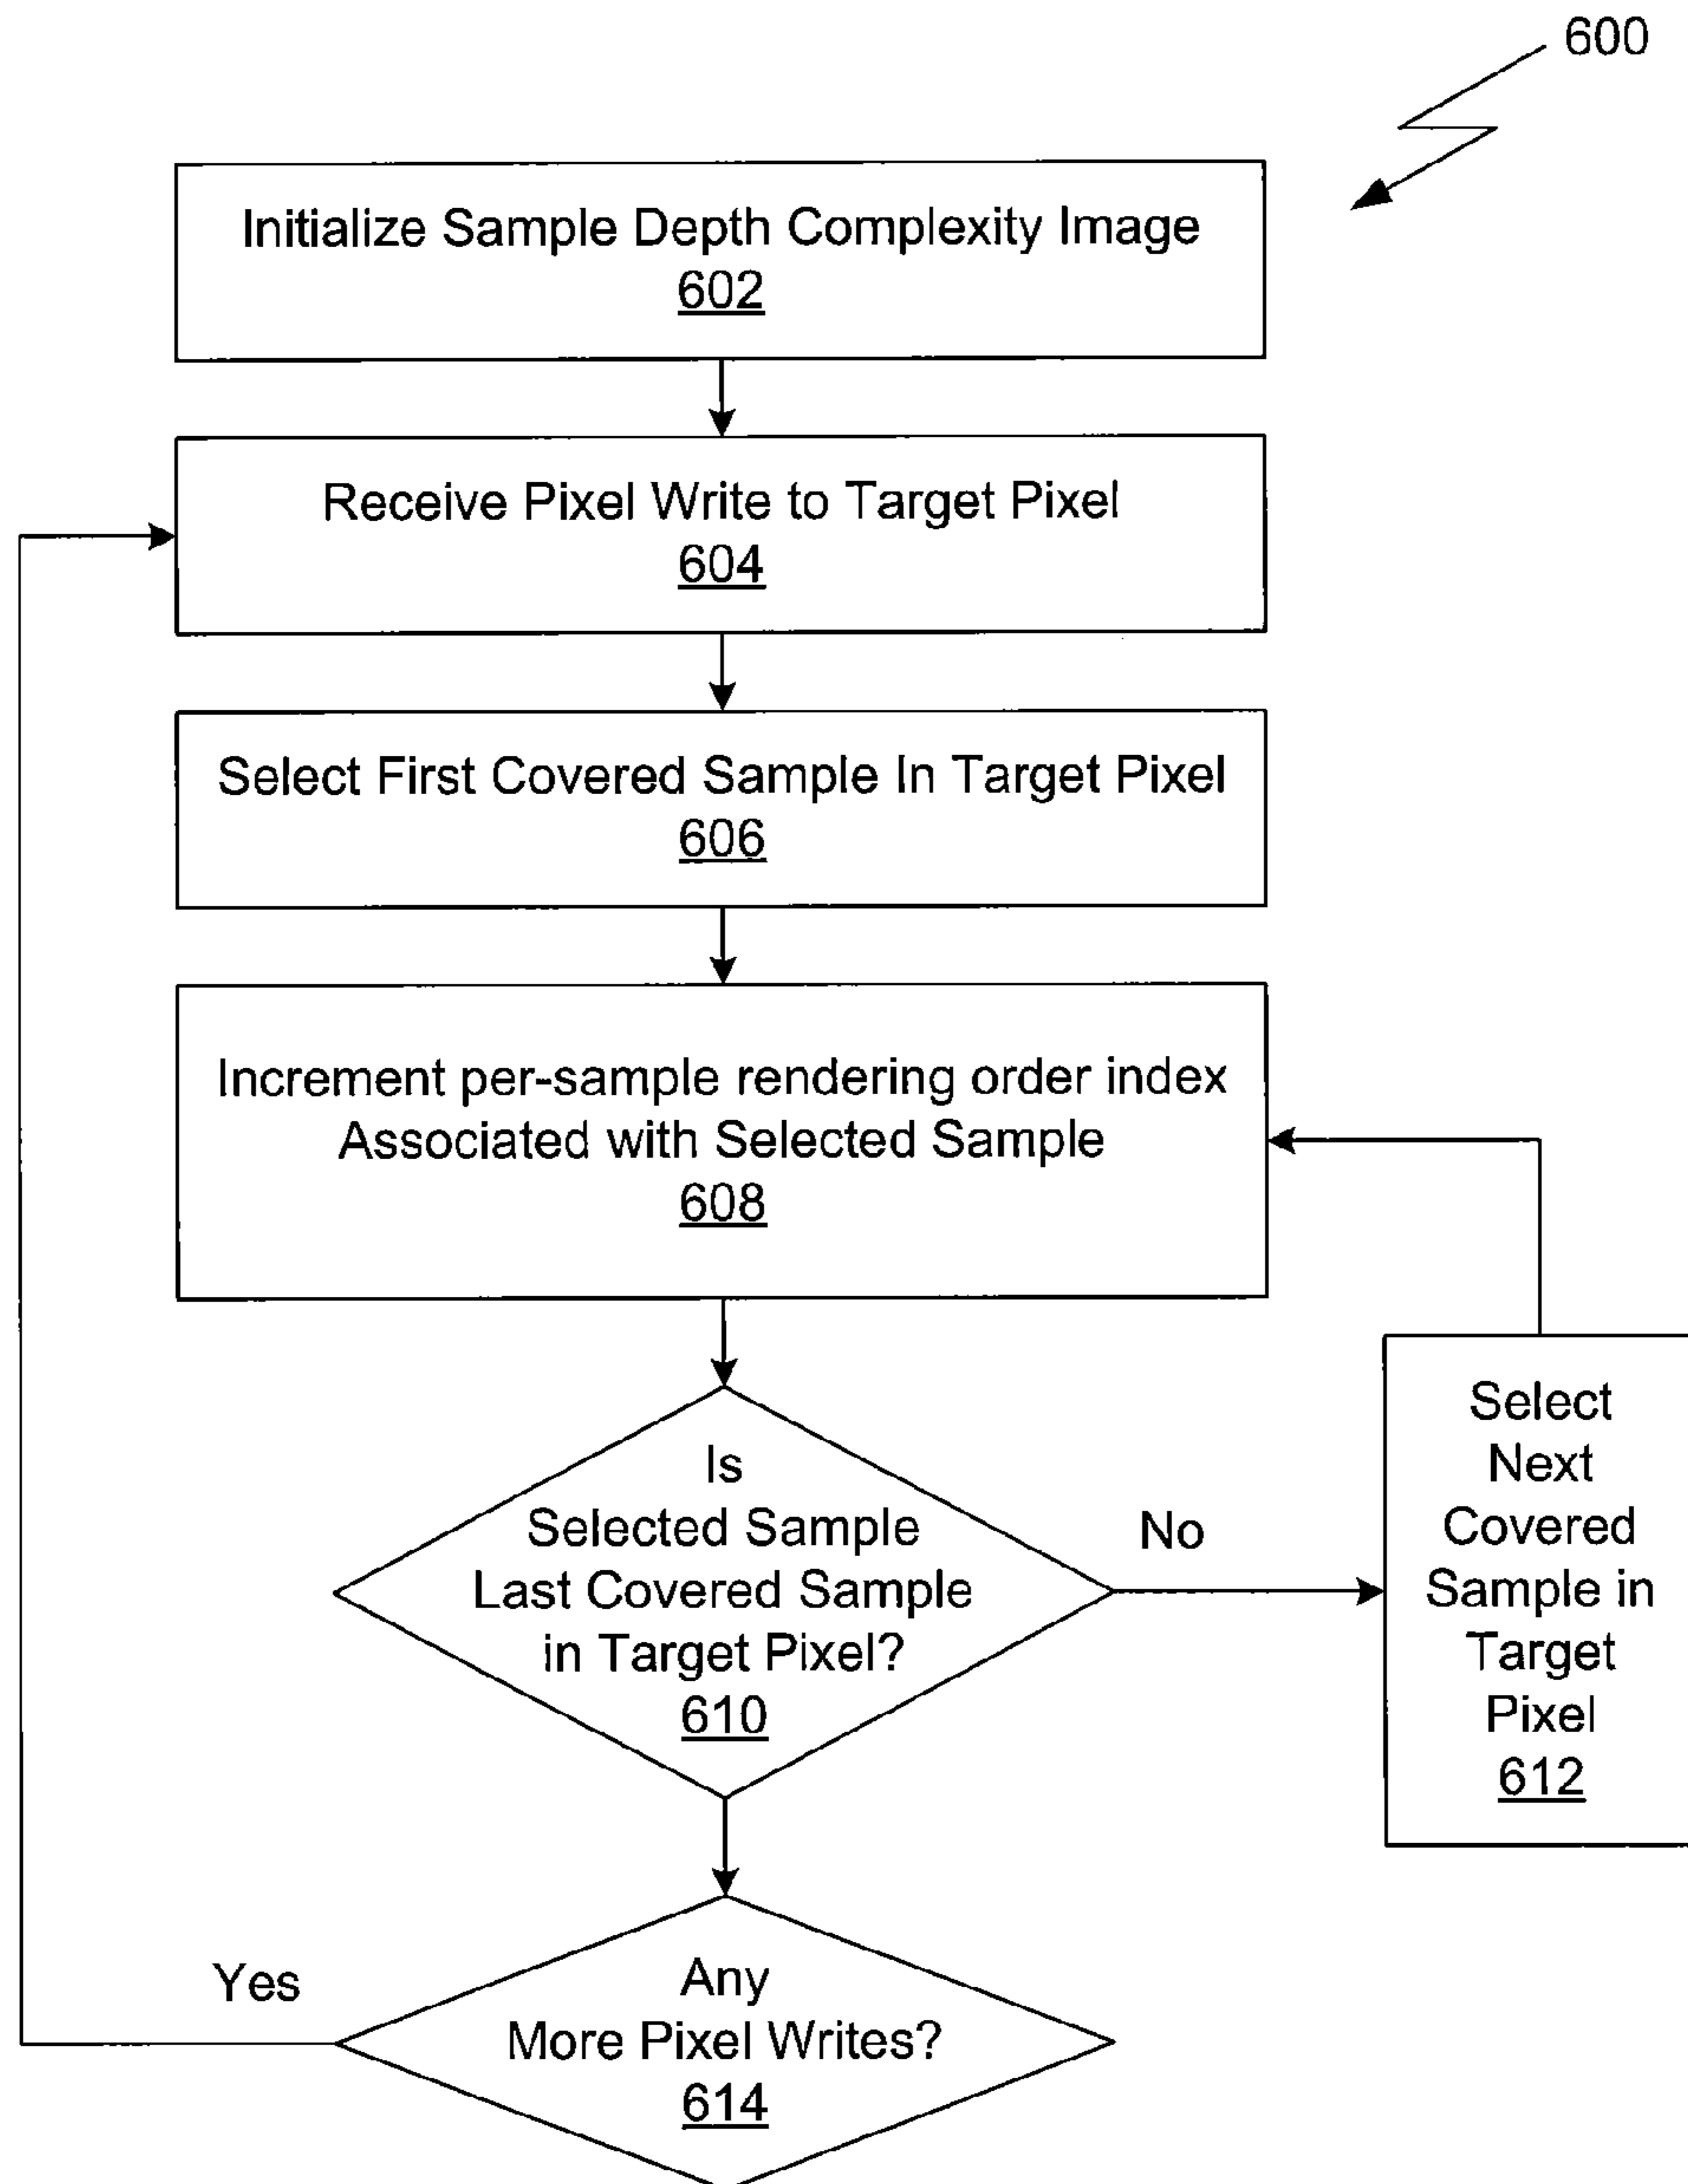 600
Initialize Sample Depth Complexity Image
602
Receive Pixel Write to Target Pixel
604
Select First Covered Sample In Target Pixel
606
Increment per-sample rendering order index
Associated with Selected Sample
608
Is
Selected Sample
Last Covered Sample
in Target Pixel?
610
No
Select
Next
Covered
Sample in
Target
Pixel
612
Yes
Any
More Pixel Writes?
614